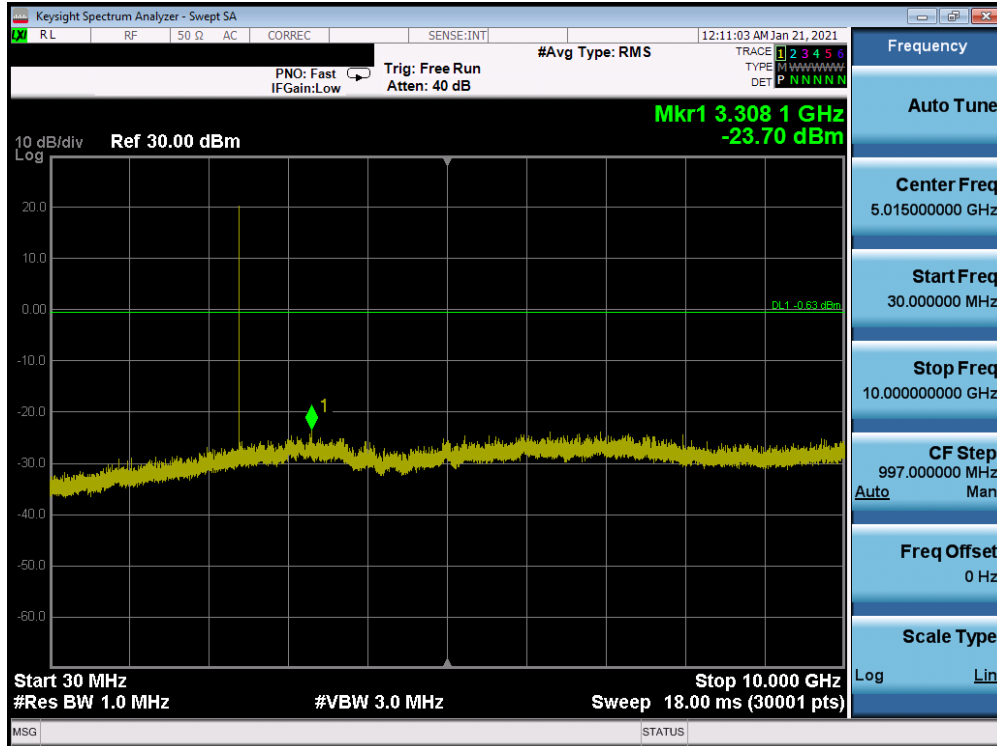 Keysight Spectrum Analyzer - Swept SA
LXI RL RF 50 Ω AC CORREC SENSE:INT 12:11:03 AM Jan 21, 2021
#Avg Type: RMS
TRACE 1 2 3 4 5 6
PNO: Fast Trig: Free Run TYPE M WWWWW
IFGain:Low Atten: 40 dB DET P N N N N N
Mkr1 3.308 1 GHz
-23.70 dBm
10 dB/div Ref 30.00 dBm
Log
20.0
10.0
0.00
DL1 -0.63 dBm
-10.0
-20.0
1
-30.0
-40.0
-50.0
-60.0
Start 30 MHz Stop 10.000 GHz
#Res BW 1.0 MHz #VBW 3.0 MHz Sweep 18.00 ms (30001 pts)
MSG STATUS
Frequency
Auto Tune
Center Freq
5.015000000 GHz
Start Freq
30.000000 MHz
Stop Freq
10.000000000 GHz
CF Step
997.000000 MHz
Auto Man
Freq Offset
0 Hz
Scale Type
Log Lin